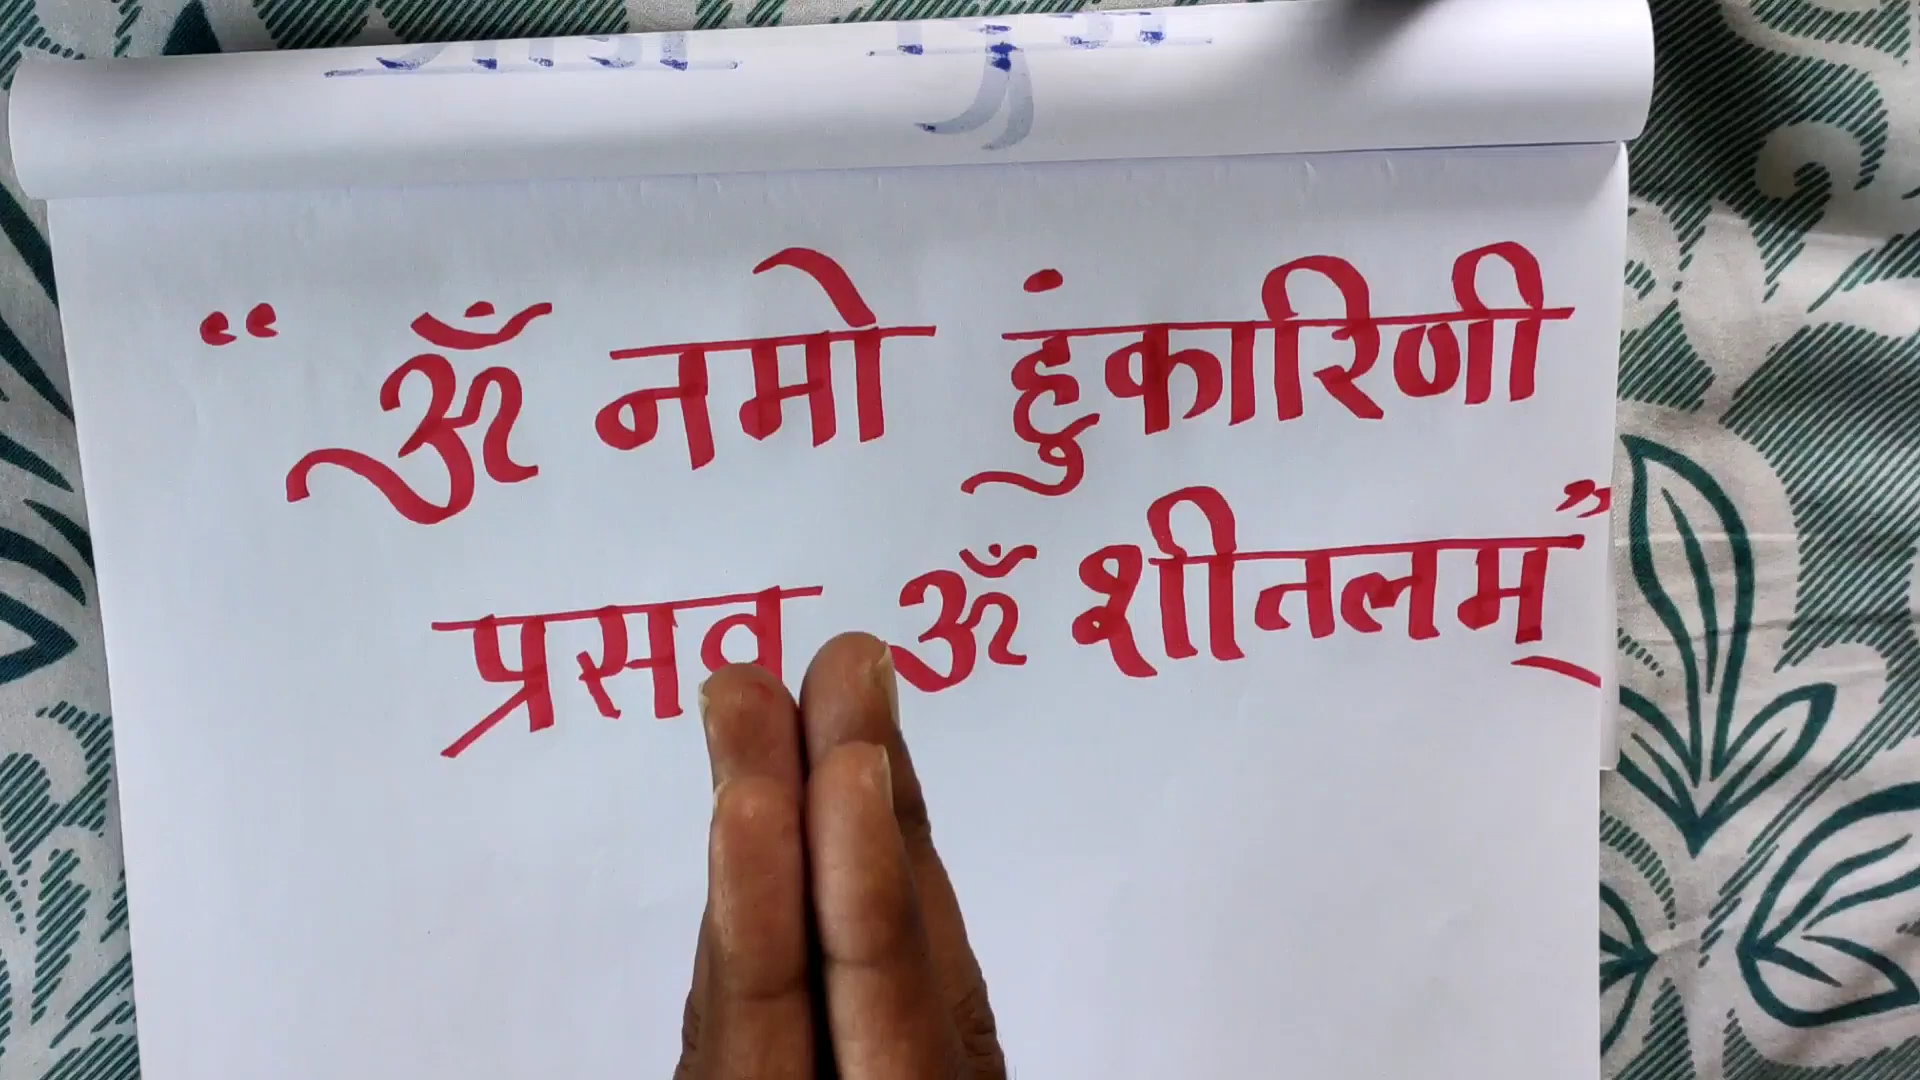 “ ॐ नमो हुंकारिणी
प्रसव ॐ शीतलम् ”